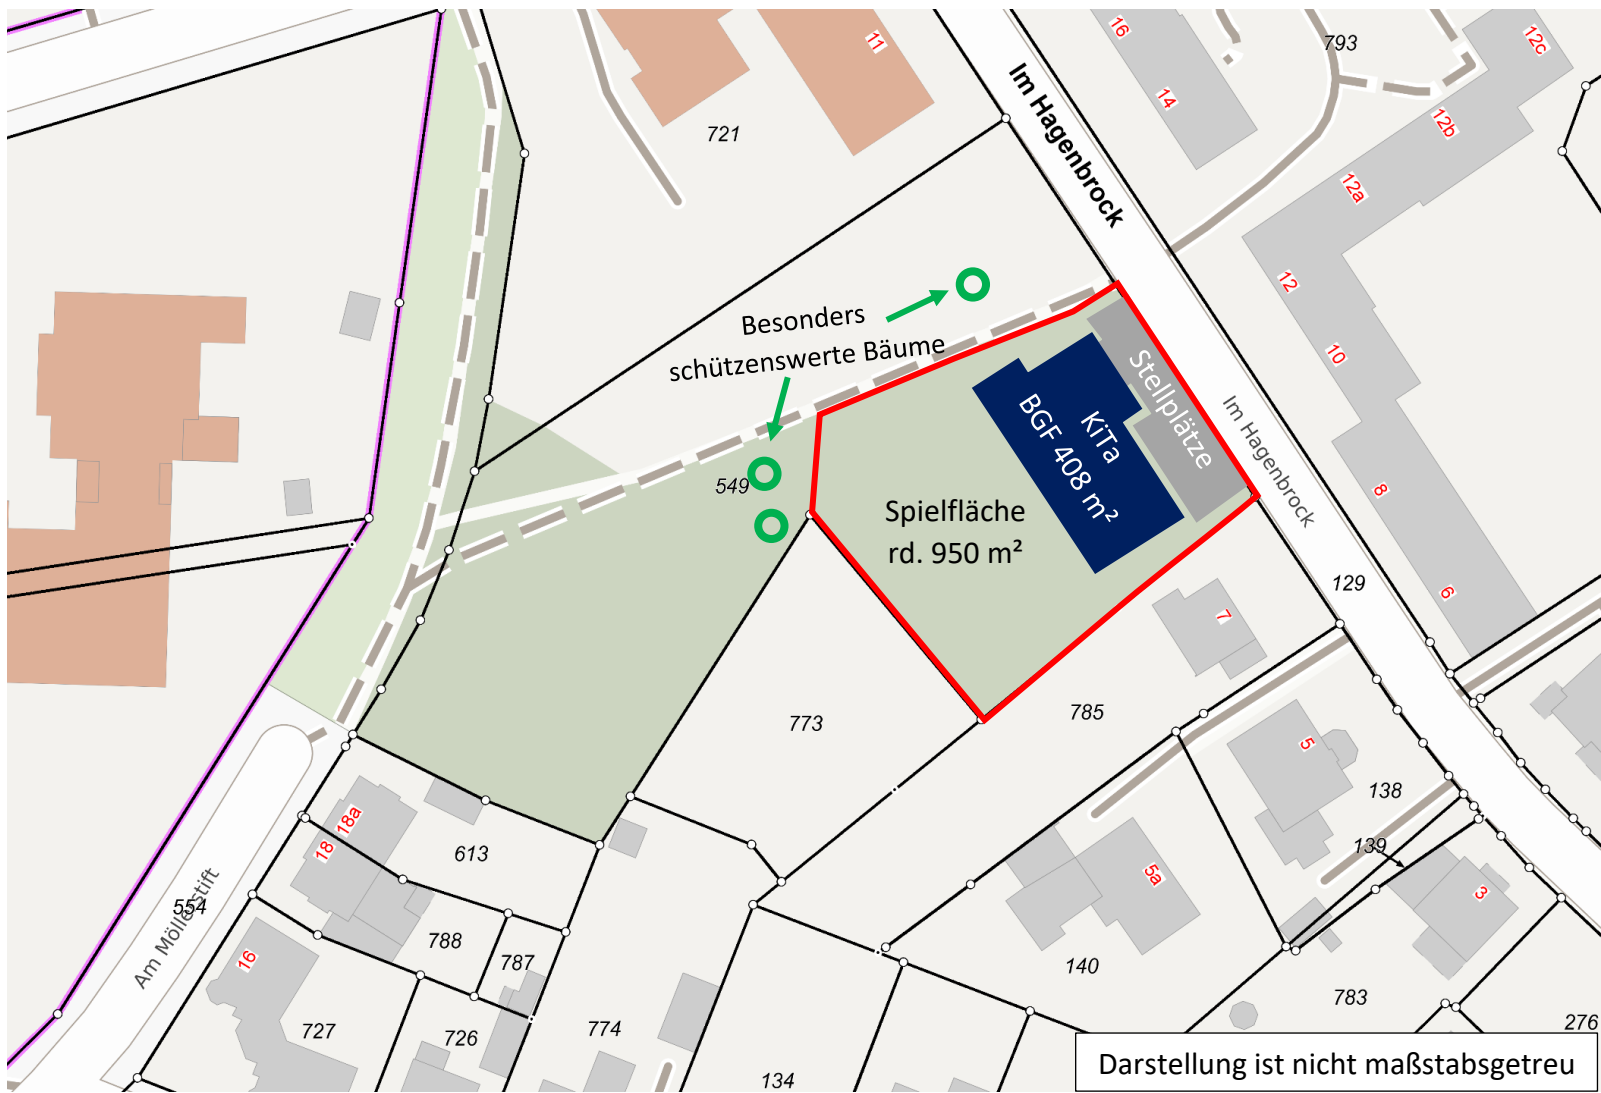 11
16
14
793
12c
12b
12a
721
Im Hagenbrock
12
10
8
6
Besonders
schützenswerte Bäume
Stellplätze
KiTa
BGF 408 m²
Im Hagenbrock
549
Spielfläche
rd. 950 m²
129
7
773
785
5
138
139
3
18a
18
613
5a
554
Am Möllerstift
788
787
16
140
783
727
726
774
134
276
Darstellung ist nicht maßstabsgetreu